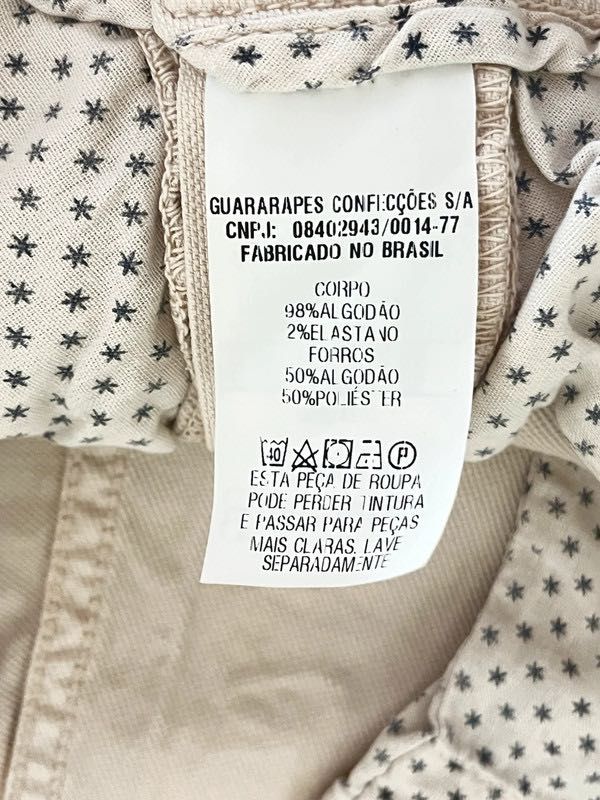 GUARARAPES CONFECÇÕES S/A
CNPJ: 08402943/0014-77
FABRICADO NO BRASIL
CORPO
98%ALGODÃO
2%ELASTANO
FORROS
50%ALGODÃO
50%POLIÉSTER
40 P
ESTA PEÇA DE ROUPA
PODE PERDER TINTURA
E PASSAR PARA PEÇAS
MAIS CLARAS. LAVE
SEPARADAMENTE